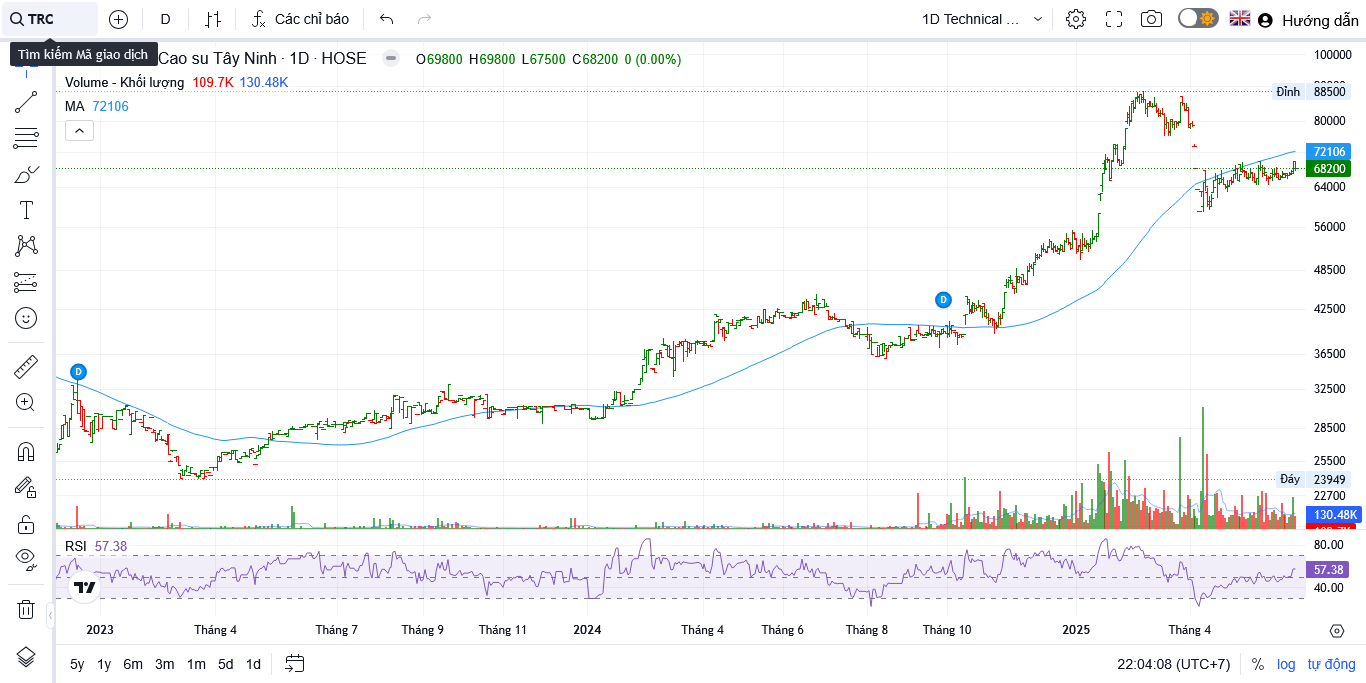 TRC D Các chỉ báo 1D Technical ... Hướng dẫn
Tìm kiếm Mã giao dịch
Cao su Tây Ninh · 1D · HOSE O69800 H69800 L67500 C68200 0 (0.00%)
Volume - Khối lượng 109.7K 130.48K
MA 72106
100000
Đỉnh 88500
80000
72106
68200
64000
56000
48500
D
42500
36500
D
32500
28500
25500
Đáy 23949
22700
130.48K
RSI 57.38
80.00
57.38
40.00
2023 Tháng 4 Tháng 7 Tháng 9 Tháng 11 2024 Tháng 4 Tháng 6 Tháng 8 Tháng 10 2025 Tháng 4
5y 1y 6m 3m 1m 5d 1d 22:04:08 (UTC+7) % log tự động